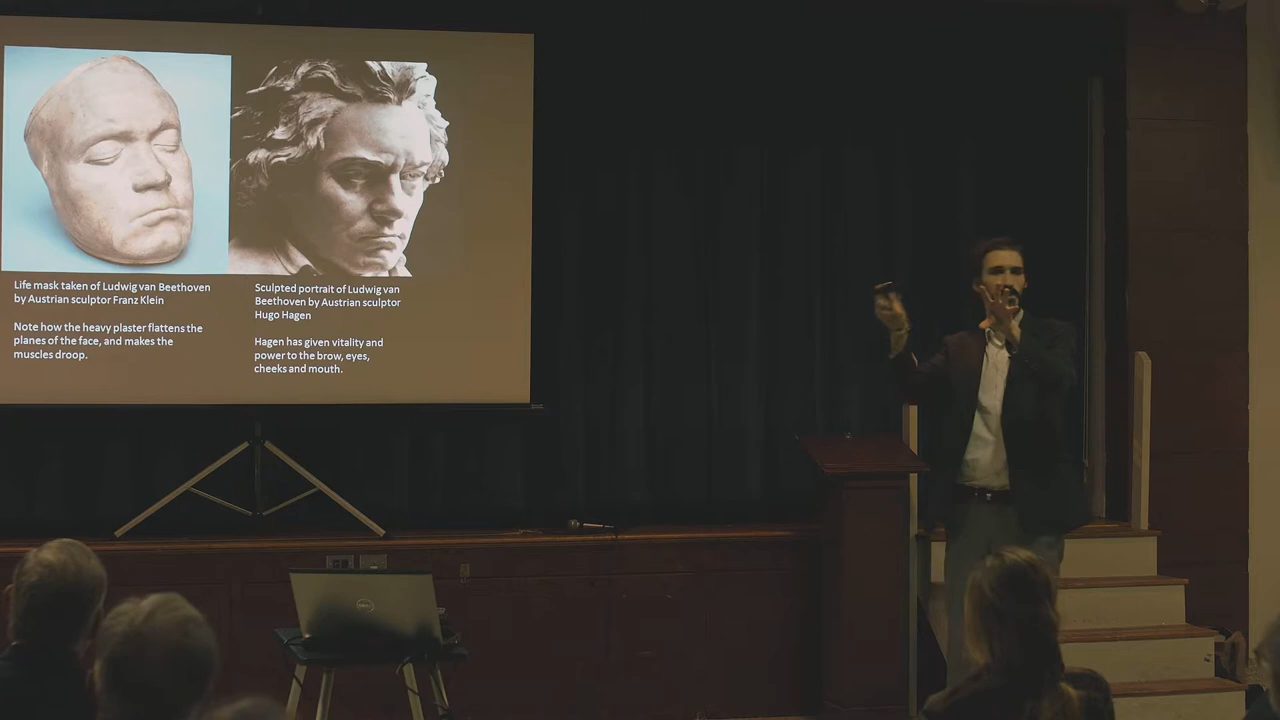 Life mask taken of Ludwig van Beethoven
by Austrian sculptor Franz Klein
Note how the heavy plaster flattens the
planes of the face, and makes the
muscles droop.
Sculpted portrait of Ludwig van
Beethoven by Austrian sculptor
Hugo Hagen
Hagen has given vitality and
power to the brow, eyes,
cheeks and mouth.
DELL